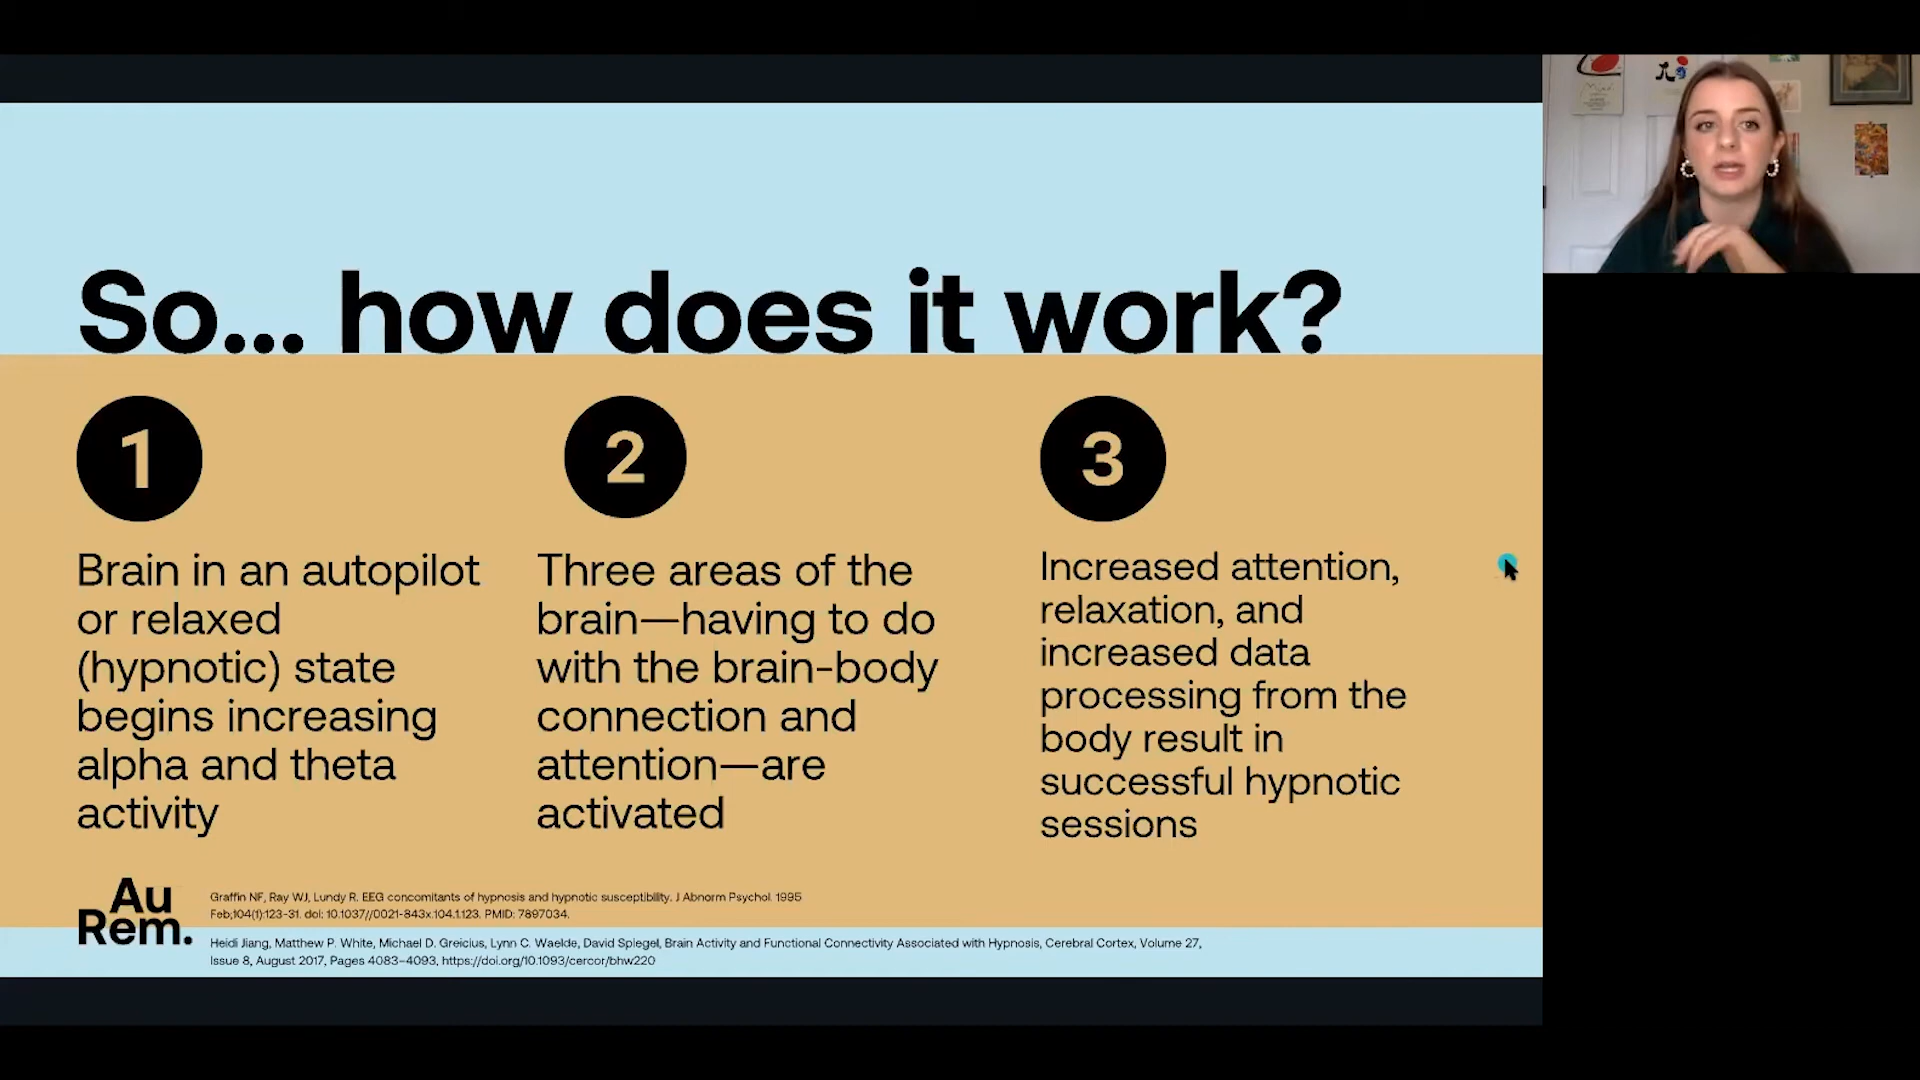 So... how does it work?
1
Brain in an autopilot
or relaxed
(hypnotic) state
begins increasing
alpha and theta
activity
2
Three areas of the
brain—having to do
with the brain-body
connection and
attention—are
activated
3
Increased attention,
relaxation, and
increased data
processing from the
body result in
successful hypnotic
sessions
Au
Rem.
Graffin NF, Ray WJ, Lundy R. EEG concomitants of hypnosis and hypnotic susceptibility. J Abnorm Psychol. 1995
Feb;104(1):123-31. doi: 10.1037//0021-843x.104.1.123. PMID: 7897034.
Heidi Jiang, Matthew P. White, Michael D. Greicius, Lynn C. Waelde, David Spiegel, Brain Activity and Functional Connectivity Associated with Hypnosis, Cerebral Cortex, Volume 27,
Issue 8, August 2017, Pages 4083–4093, https://doi.org/10.1093/cercor/bhw220